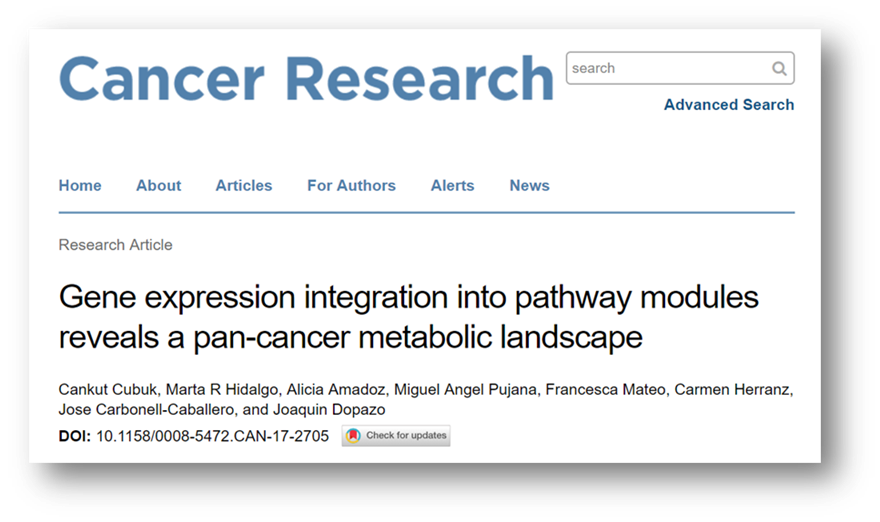 Cancer Research
search
Advanced Search
Home About Articles For Authors Alerts News
Research Article
Gene expression integration into pathway modules
reveals a pan-cancer metabolic landscape
Cankut Cubuk, Marta R Hidalgo, Alicia Amadoz, Miguel Angel Pujana, Francesca Mateo, Carmen Herranz,
Jose Carbonell-Caballero, and Joaquin Dopazo
DOI: 10.1158/0008-5472.CAN-17-2705 Check for updates